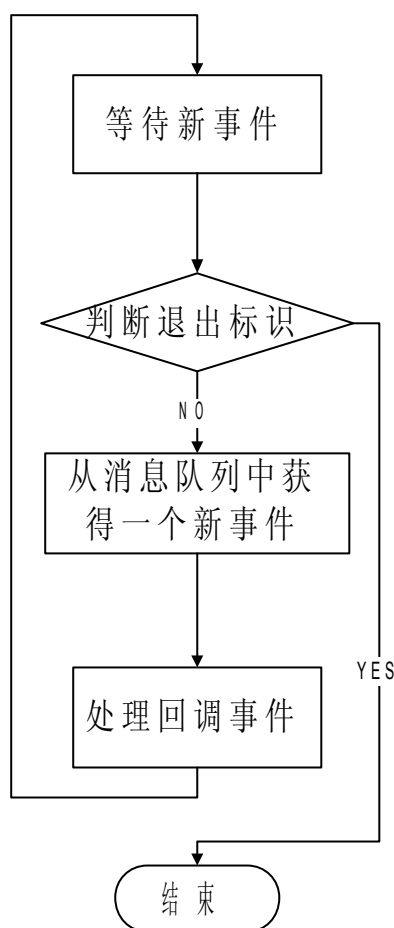 等待新事件
判断退出标识
NO
从消息队列中获
得一个新事件
YES
处理回调事件
结束